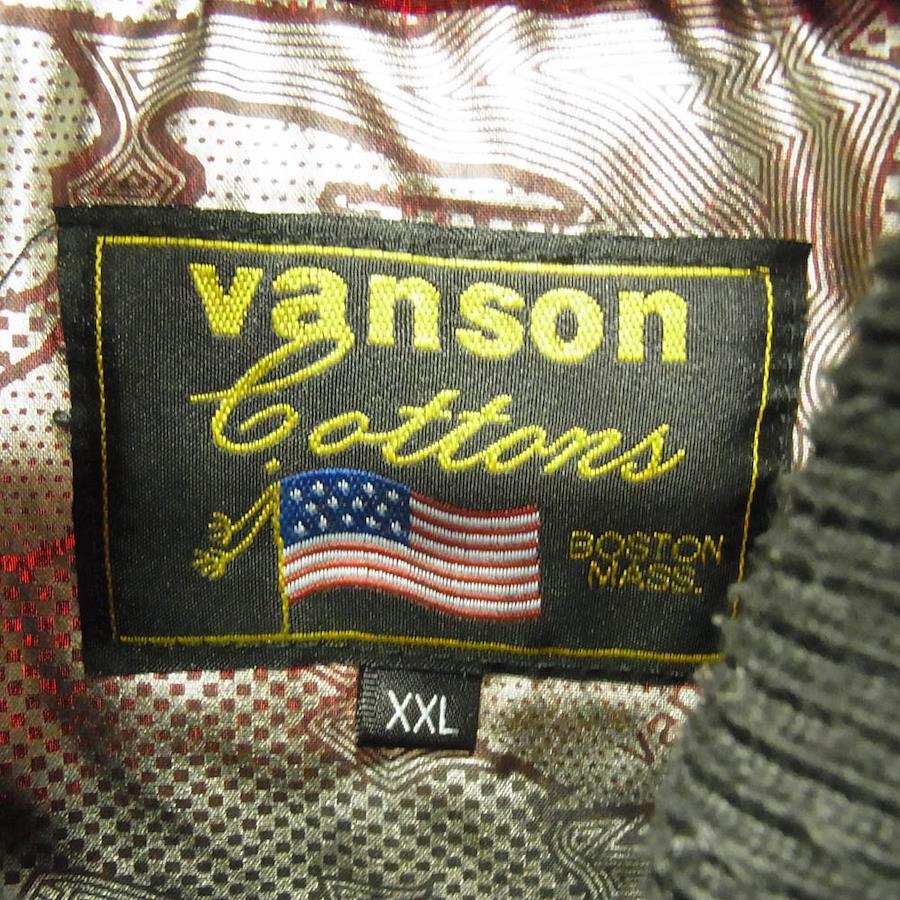 vanson
Cottons
BOSTON
MASS.
XXL